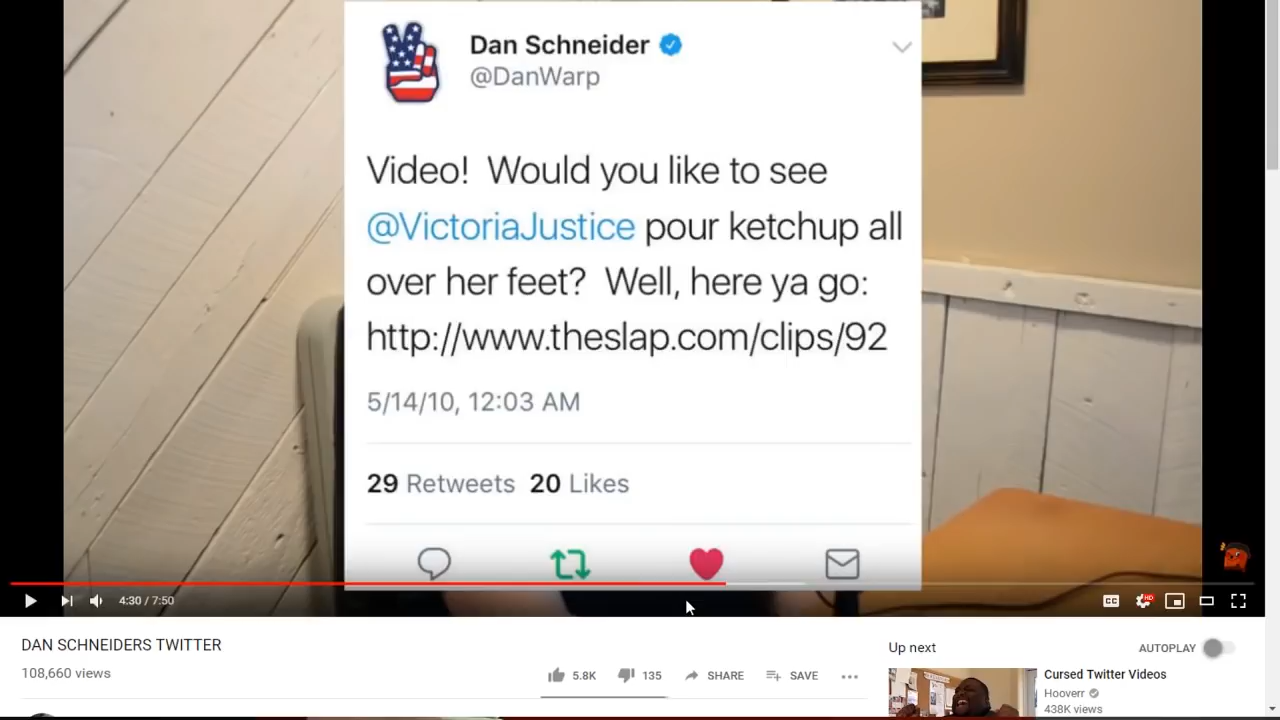 Dan Schneider
@DanWarp
Video! Would you like to see
@VictoriaJustice pour ketchup all
over her feet? Well, here ya go:
http://www.theslap.com/clips/92
5/14/10, 12:03 AM
29 Retweets 20 Likes
4:30 / 7:50
CC
HD
DAN SCHNEIDERS TWITTER
108,660 views
5.8K
135
SHARE
SAVE
Up next
AUTOPLAY
Cursed Twitter Videos
Hooverr
438K views